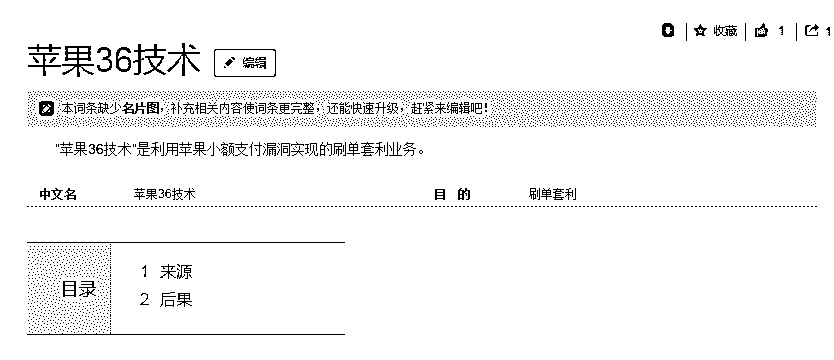 收藏 1
苹果36技术 编辑
本词条缺少名片图，补充相关内容使词条更完整，还能快速升级，赶紧来编辑吧！
"苹果36技术"是利用苹果小额支付漏洞实现的刷单套利业务。
中文名 苹果36技术 目 的 刷单套利
目录
1 来源
2 后果